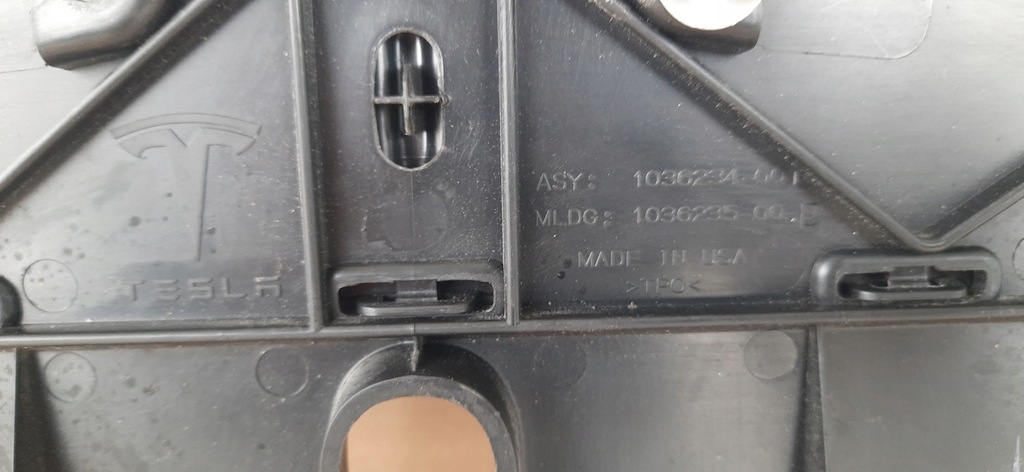 TESLA
ASY: 1036234-00
MLDG: 1036235-00
MADE IN USA
>TPO<